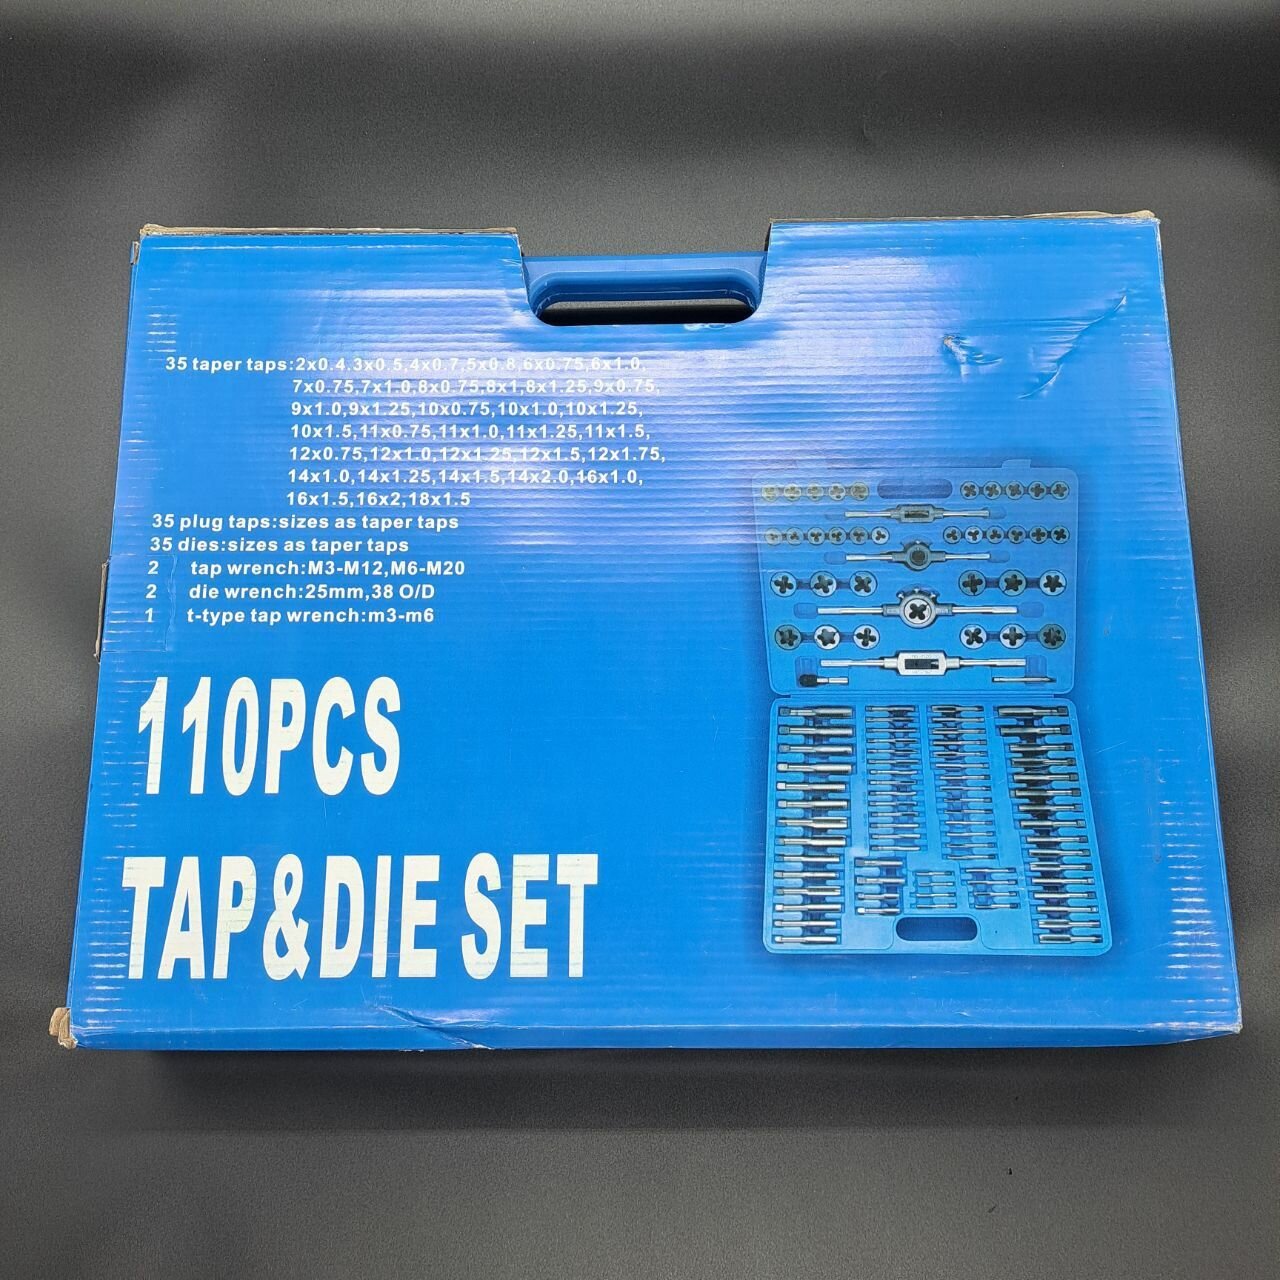 35 taper taps:2x0.4.3x0.5,4x0.7,5x0.8,6x0.75,6x1.0,
7x0.75,7x1.0,8x0.75.8x1,8x1.25,9x0.75,
9x1.0,9x1.25,10x0.75,10x1.0,10x1.25,
10x1.5,11x0.75,11x1.0,11x1.25,11x1.5,
12x0.75,12x1.0,12x1.25,12x1.5,12x1.75,
14x1.0,14x1.25,14x1.5,14x2.0,16x1.0,
16x1.5,16x2,18x1.5
35 plug taps:sizes as taper taps
35 dies:sizes as taper taps
2 tap wrench:M3-M12,M6-M20
2 die wrench:25mm,38 O/D
1 t-type tap wrench:m3-m6
110PCS
TAP&DIE SET